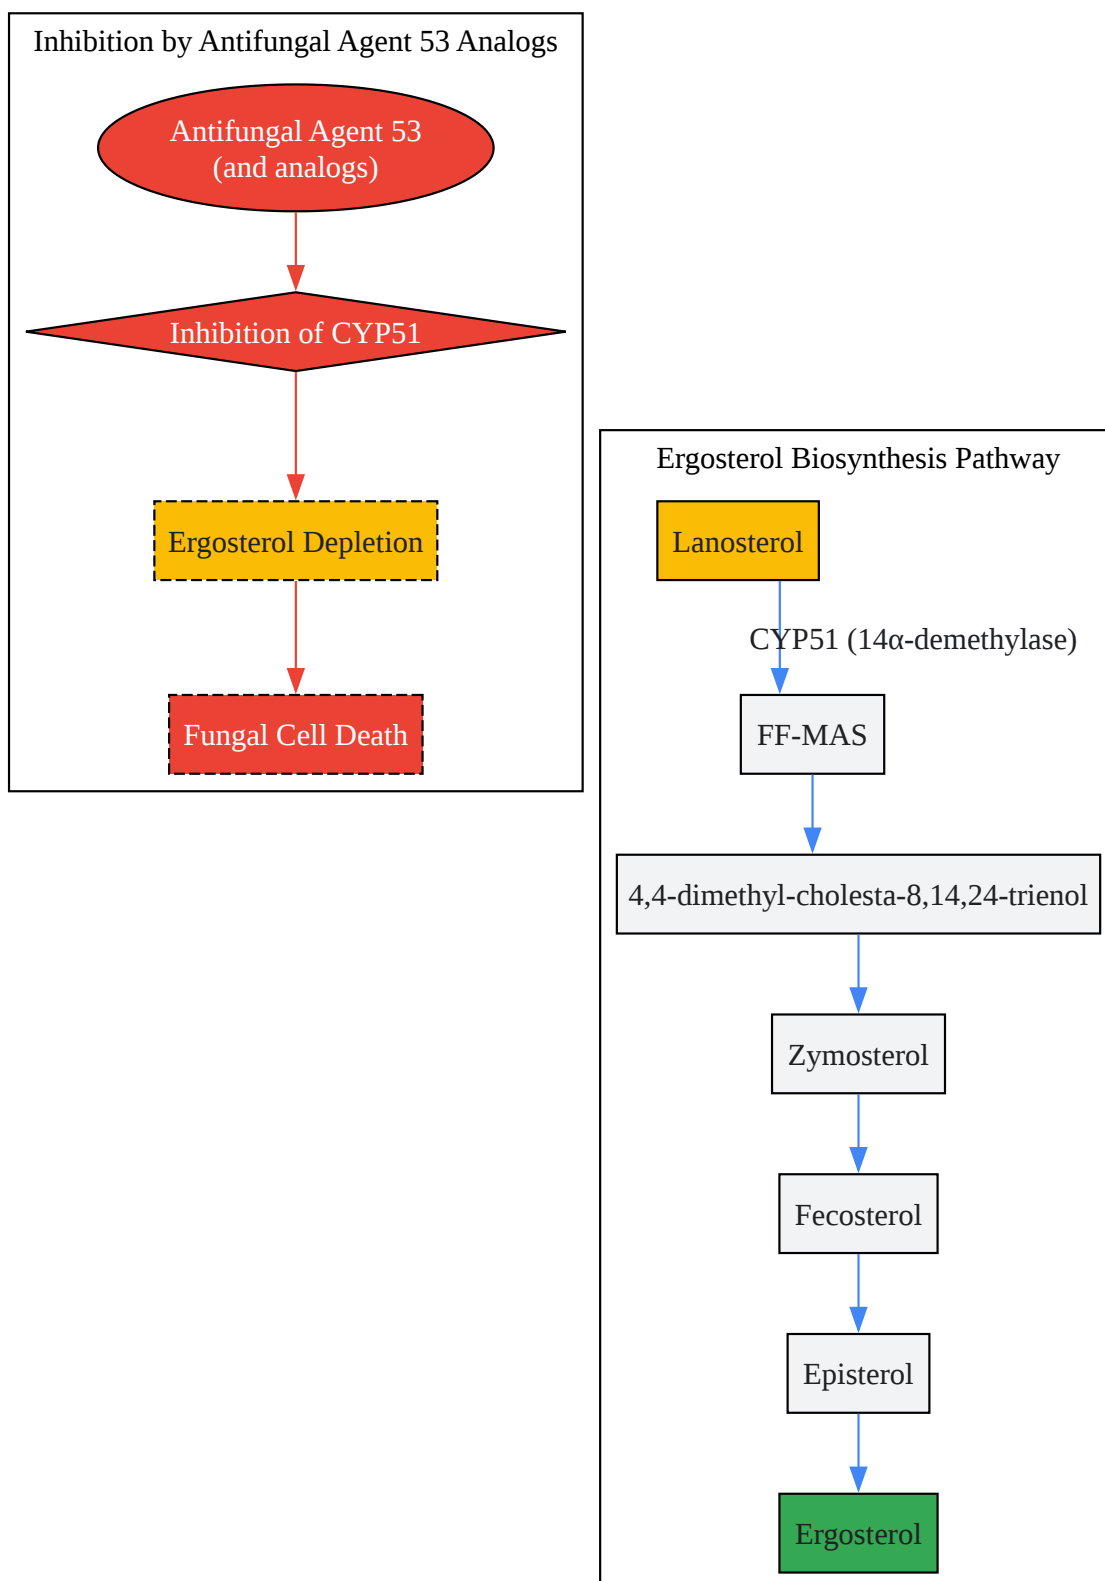 Inhibition by Antifungal Agent 53 Analogs
Antifungal Agent 53
(and analogs)
Inhibition of CYP51
Ergosterol Depletion
Fungal Cell Death
Ergosterol Biosynthesis Pathway
Lanosterol
CYP51 (14α-demethylase)
FF-MAS
4,4-dimethyl-cholesta-8,14,24-trienol
Zymosterol
Fecosterol
Episterol
Ergosterol